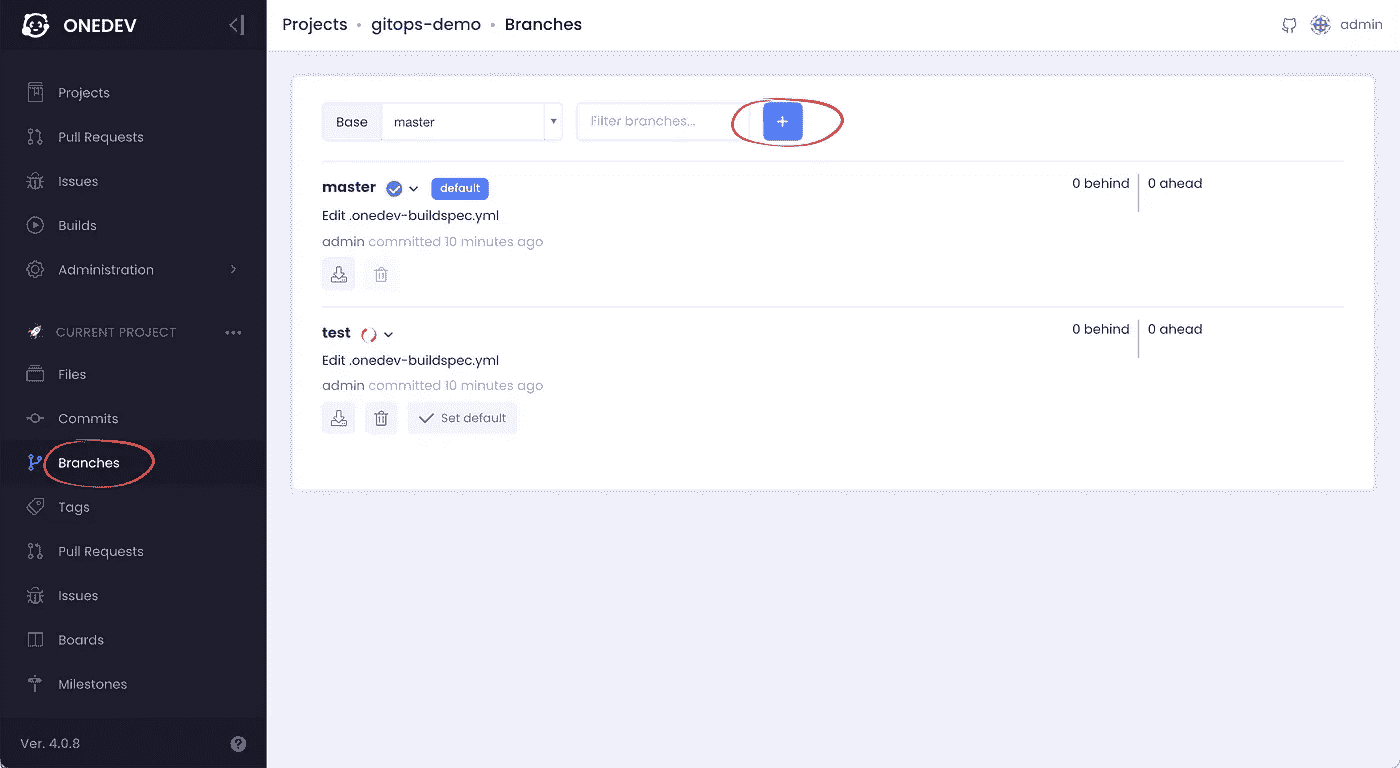 ONEDEV
Projects
Pull Requests
Issues
Builds
Administration
CURRENT PROJECT
Files
Commits
Branches
Tags
Pull Requests
Issues
Boards
Milestones
Ver. 4.0.8
Projects • gitops-demo • Branches
admin
Base master Filter branches... +
master default 0 behind 0 ahead
Edit .onedev-buildspec.yml
admin committed 10 minutes ago
test 0 behind 0 ahead
Edit .onedev-buildspec.yml
admin committed 10 minutes ago
Set default